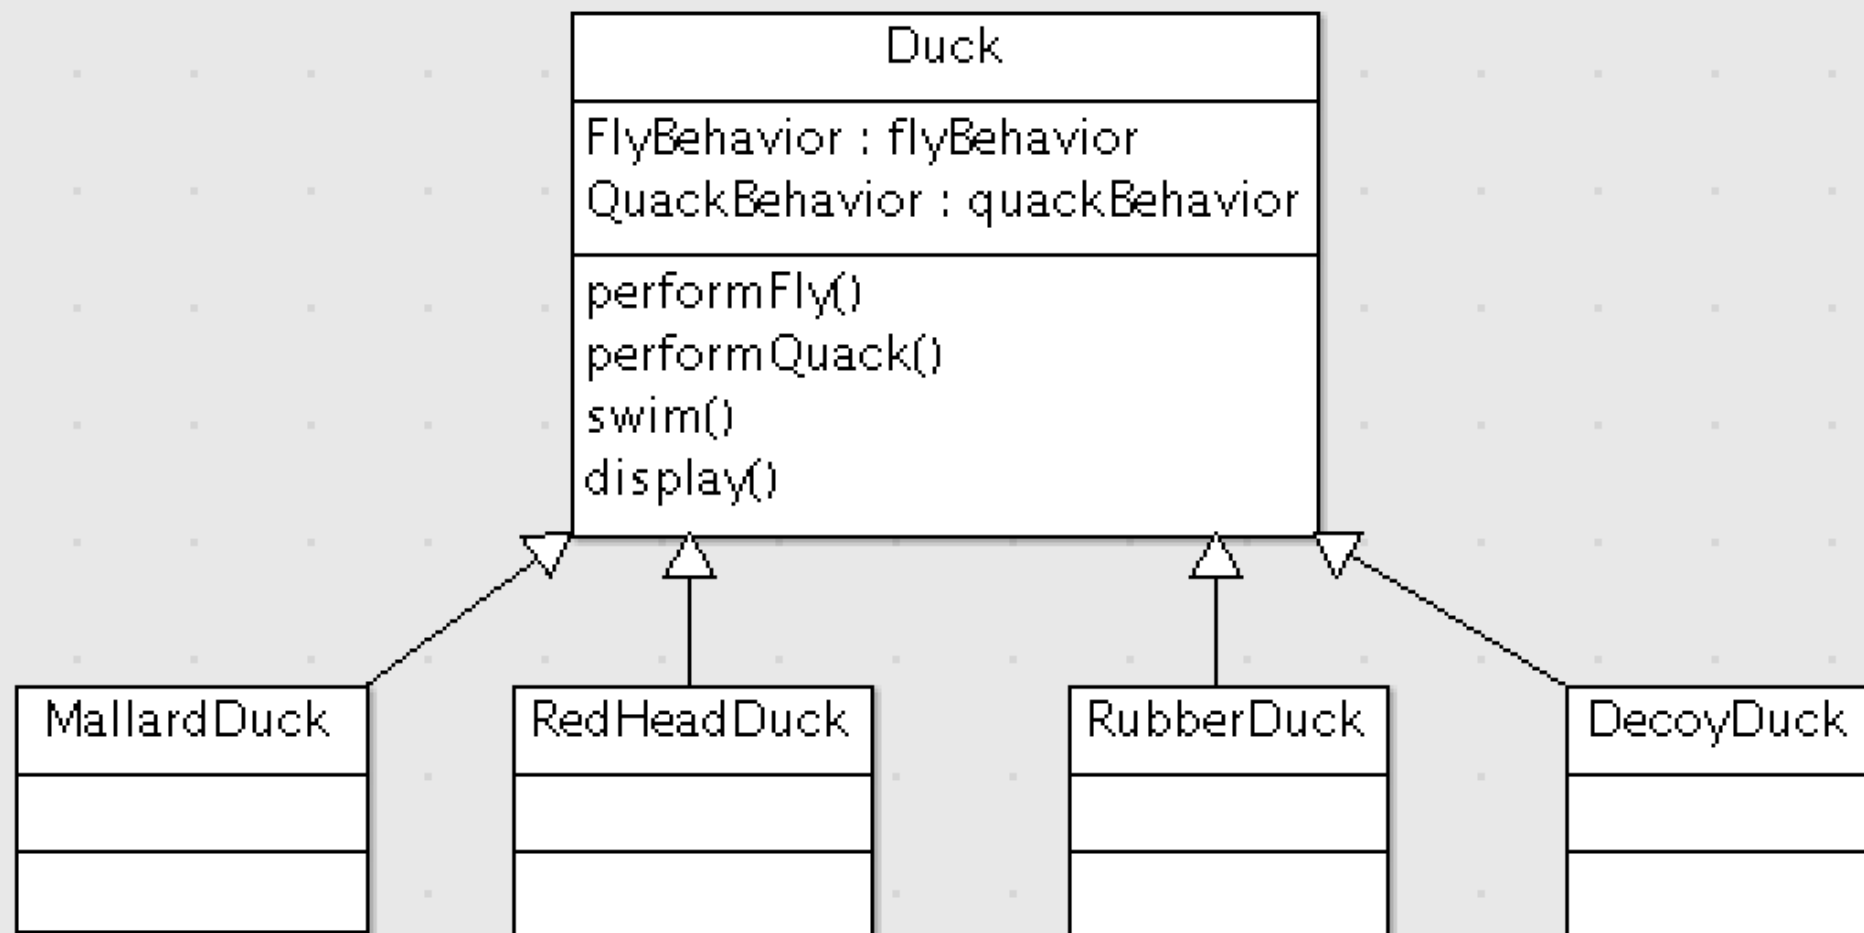 Duck
FlyBehavior : flyBehavior
QuackBehavior : quackBehavior
performFly()
performQuack()
swim()
display()
MallardDuck
RedHeadDuck
RubberDuck
DecoyDuck